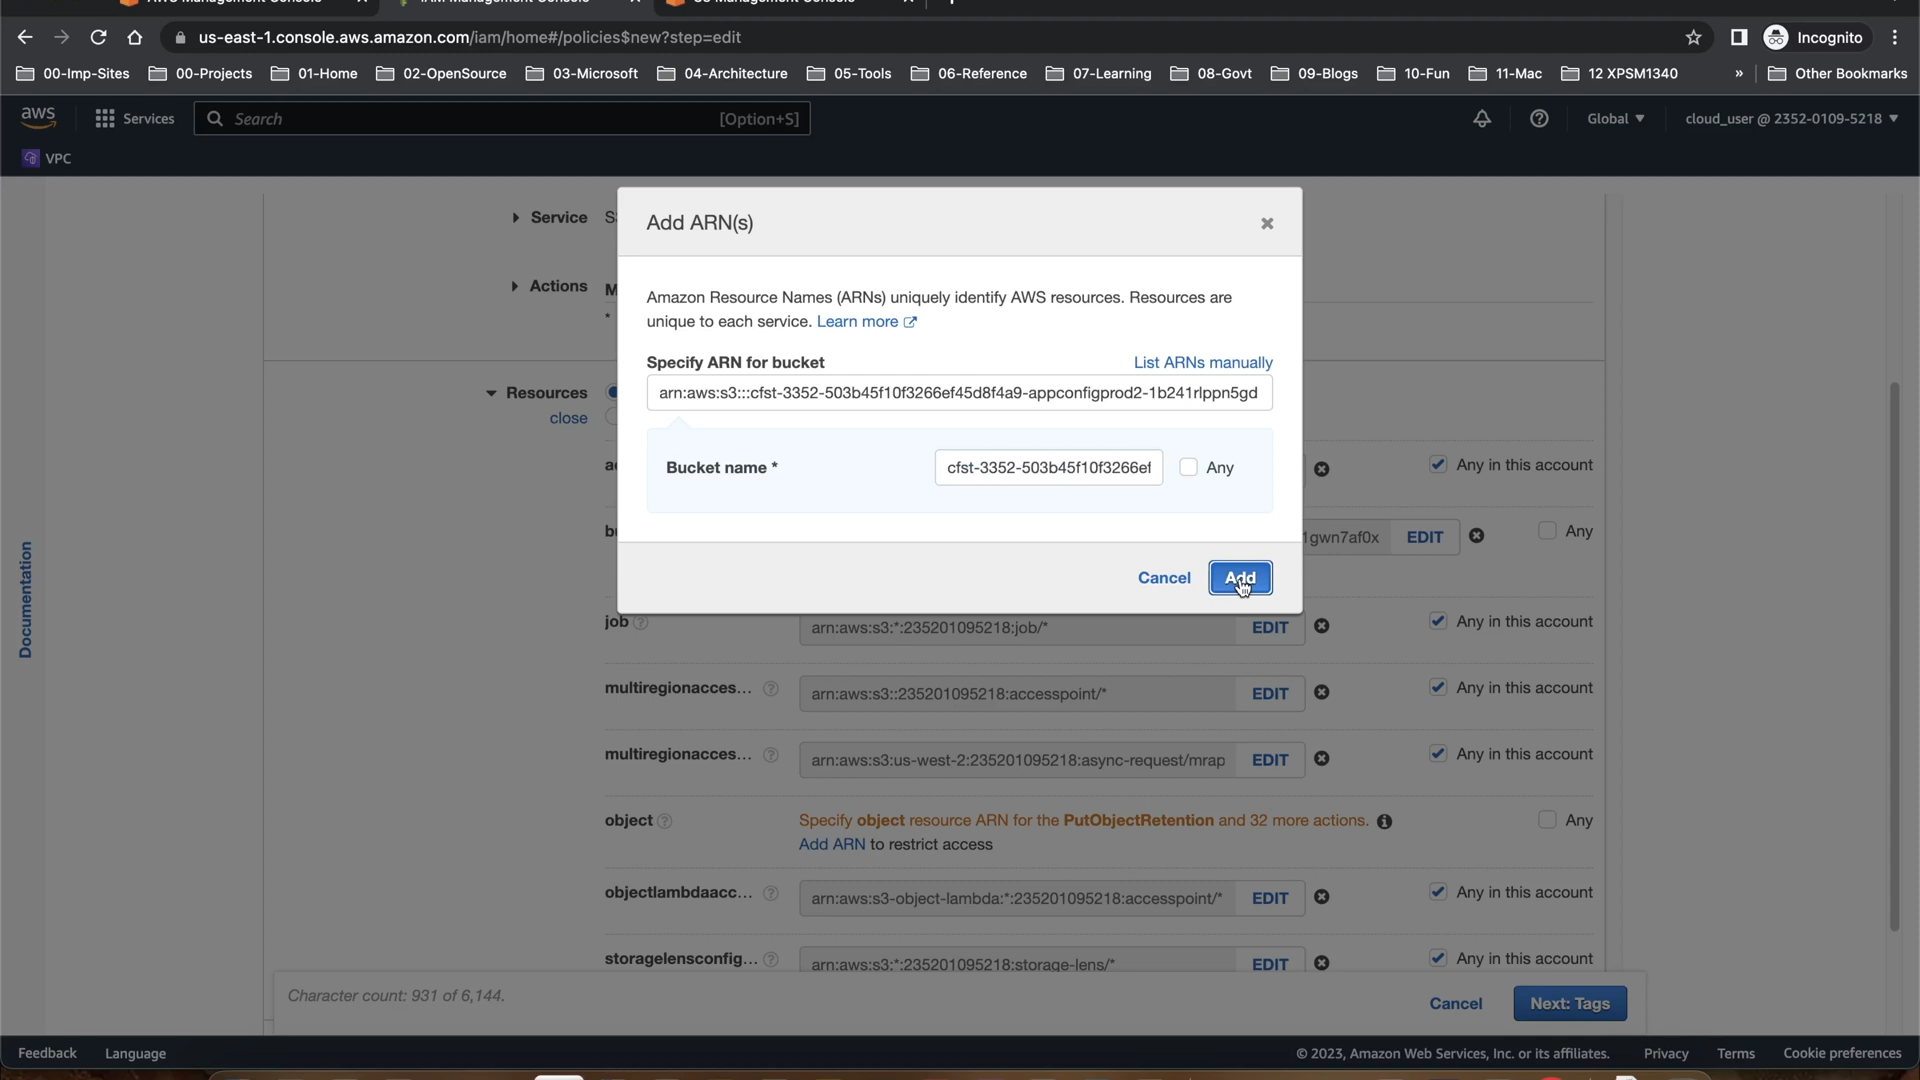 us-east-1.console.aws.amazon.com/iam/home#/policies$new?step=edit
Incognito
00-Imp-Sites 00-Projects 01-Home 02-OpenSource 03-Microsoft 04-Architecture 05-Tools 06-Reference 07-Learning 08-Govt 09-Blogs 10-Fun 11-Mac 12 XPSM1340 » Other Bookmarks
aws Services Search [Option+S] Global cloud_user @ 2352-0109-5218
VPC
Add ARN(s)
Service
Actions
Amazon Resource Names (ARNs) uniquely identify AWS resources. Resources are
unique to each service. Learn more
Specify ARN for bucket List ARNs manually
Resources
arn:aws:s3:::cfst-3352-503b45f10f3266ef45d8f4a9-appconfigprod2-1b241rlppn5gd
close
Bucket name * cfst-3352-503b45f10f3266ef Any
Any in this account
1gwn7af0x EDIT Any
Cancel Add
Documentation
job arn:aws:s3:*:235201095218:job/* EDIT Any in this account
multiregionacces... arn:aws:s3::235201095218:accesspoint/* EDIT Any in this account
multiregionacces... arn:aws:s3:us-west-2:235201095218:async-request/mrap EDIT Any in this account
object Specify object resource ARN for the PutObjectRetention and 32 more actions. Any
Add ARN to restrict access
objectlambdaacc... arn:aws:s3-object-lambda:*:235201095218:accesspoint/* EDIT Any in this account
storagelensconfig... arn:aws:s3:*:235201095218:storage-lens/* EDIT Any in this account
Character count: 931 of 6,144.
Cancel Next: Tags
Feedback Language © 2023, Amazon Web Services, Inc. or its affiliates. Privacy Terms Cookie preferences